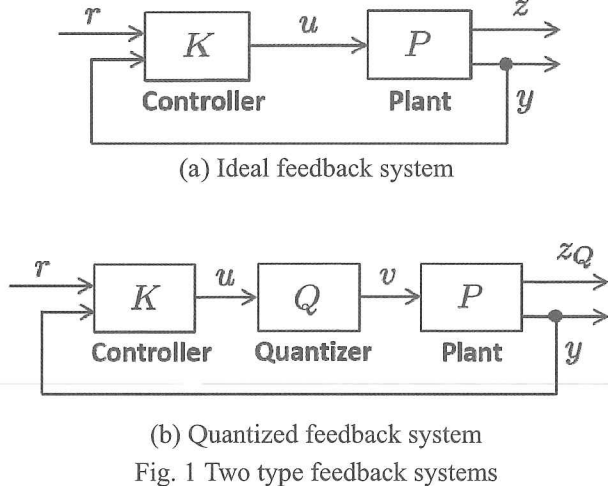 r
K
u
P
z
y
Controller
Plant
(a) Ideal feedback system
r
K
u
Q
v
P
z_Q
y
Controller
Quantizer
Plant
(b) Quantized feedback system
Fig. 1 Two type feedback systems